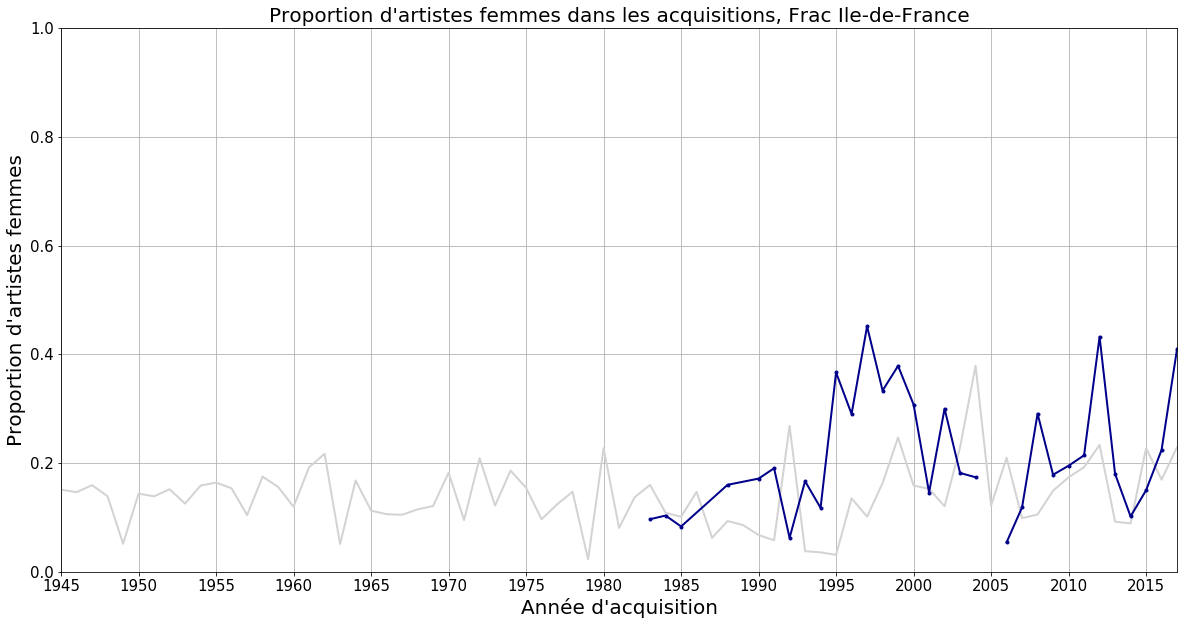 Proportion d'artistes femmes dans les acquisitions, Frac Ile-de-France
Proportion d'artistes femmes
1.0
0.8
0.6
0.4
0.2
0.0
1945 1950 1955 1960 1965 1970 1975 1980 1985 1990 1995 2000 2005 2010 2015
Année d'acquisition